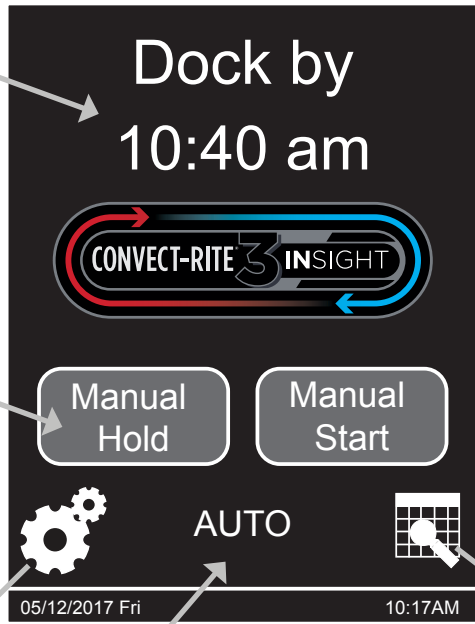 Dock by
10:40 am
CONVECT-RITE 3 INSIGHT
Manual
Hold
Manual
Start
AUTO
05/12/2017 Fri
10:17AM